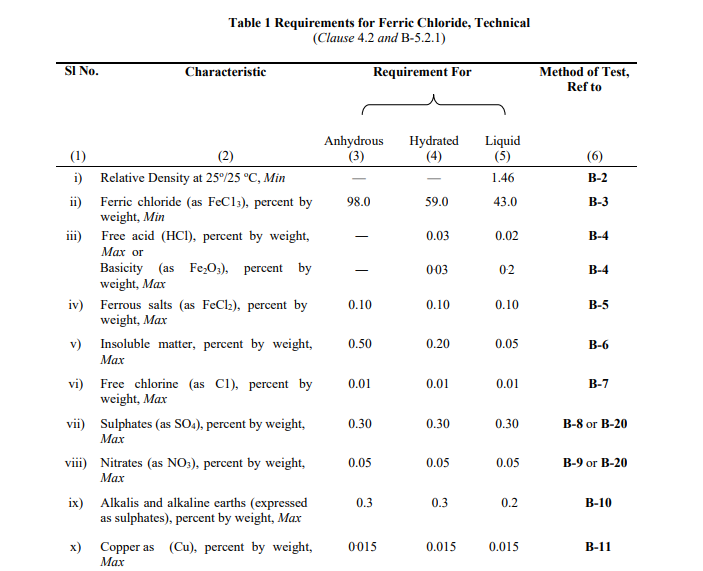 Table 1 Requirements for Ferric Chloride, Technical
(Clause 4.2 and B-5.2.1)
Sl No. Characteristic Requirement For Method of Test,
Ref to
Anhydrous Hydrated Liquid
(1) (2) (3) (4) (5) (6)
i) Relative Density at 25º/25 ºC, Min — — 1.46 B-2
ii) Ferric chloride (as FeC1₃), percent by 98.0 59.0 43.0 B-3
weight, Min
iii) Free acid (HCl), percent by weight, — 0.03 0.02 B-4
Max or
Basicity (as Fe₂O₃), percent by — 0·03 0·2 B-4
weight, Max
iv) Ferrous salts (as FeCl₂), percent by 0.10 0.10 0.10 B-5
weight, Max
v) Insoluble matter, percent by weight, 0.50 0.20 0.05 B-6
Max
vi) Free chlorine (as C1), percent by 0.01 0.01 0.01 B-7
weight, Max
vii) Sulphates (as SO₄), percent by weight, 0.30 0.30 0.30 B-8 or B-20
Max
viii) Nitrates (as NO₃), percent by weight, 0.05 0.05 0.05 B-9 or B-20
Max
ix) Alkalis and alkaline earths (expressed 0.3 0.3 0.2 B-10
as sulphates), percent by weight, Max
x) Copper as (Cu), percent by weight, 0·015 0.015 0.015 B-11
Max